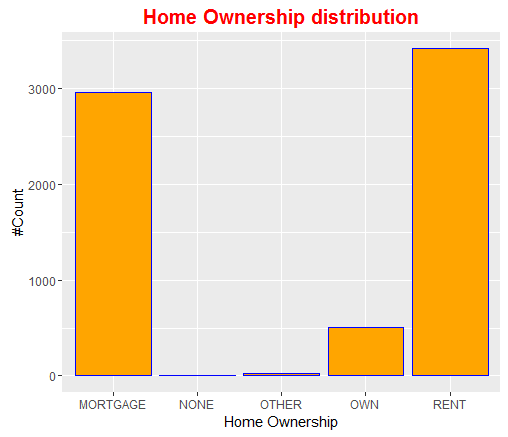 Home Ownership distribution
#Count
3000
2000
1000
0
MORTGAGE NONE OTHER OWN RENT
Home Ownership